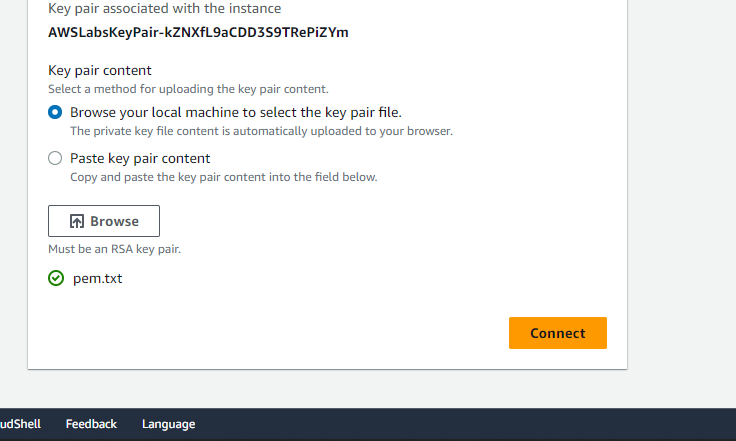 Key pair associated with the instance
AWSLabsKeyPair-kZNXfL9aCDD3S9TRePiZYm
Key pair content
Select a method for uploading the key pair content.
Browse your local machine to select the key pair file.
The private key file content is automatically uploaded to your browser.
Paste key pair content
Copy and paste the key pair content into the field below.
Browse
Must be an RSA key pair.
pem.txt
Connect
udShell Feedback Language